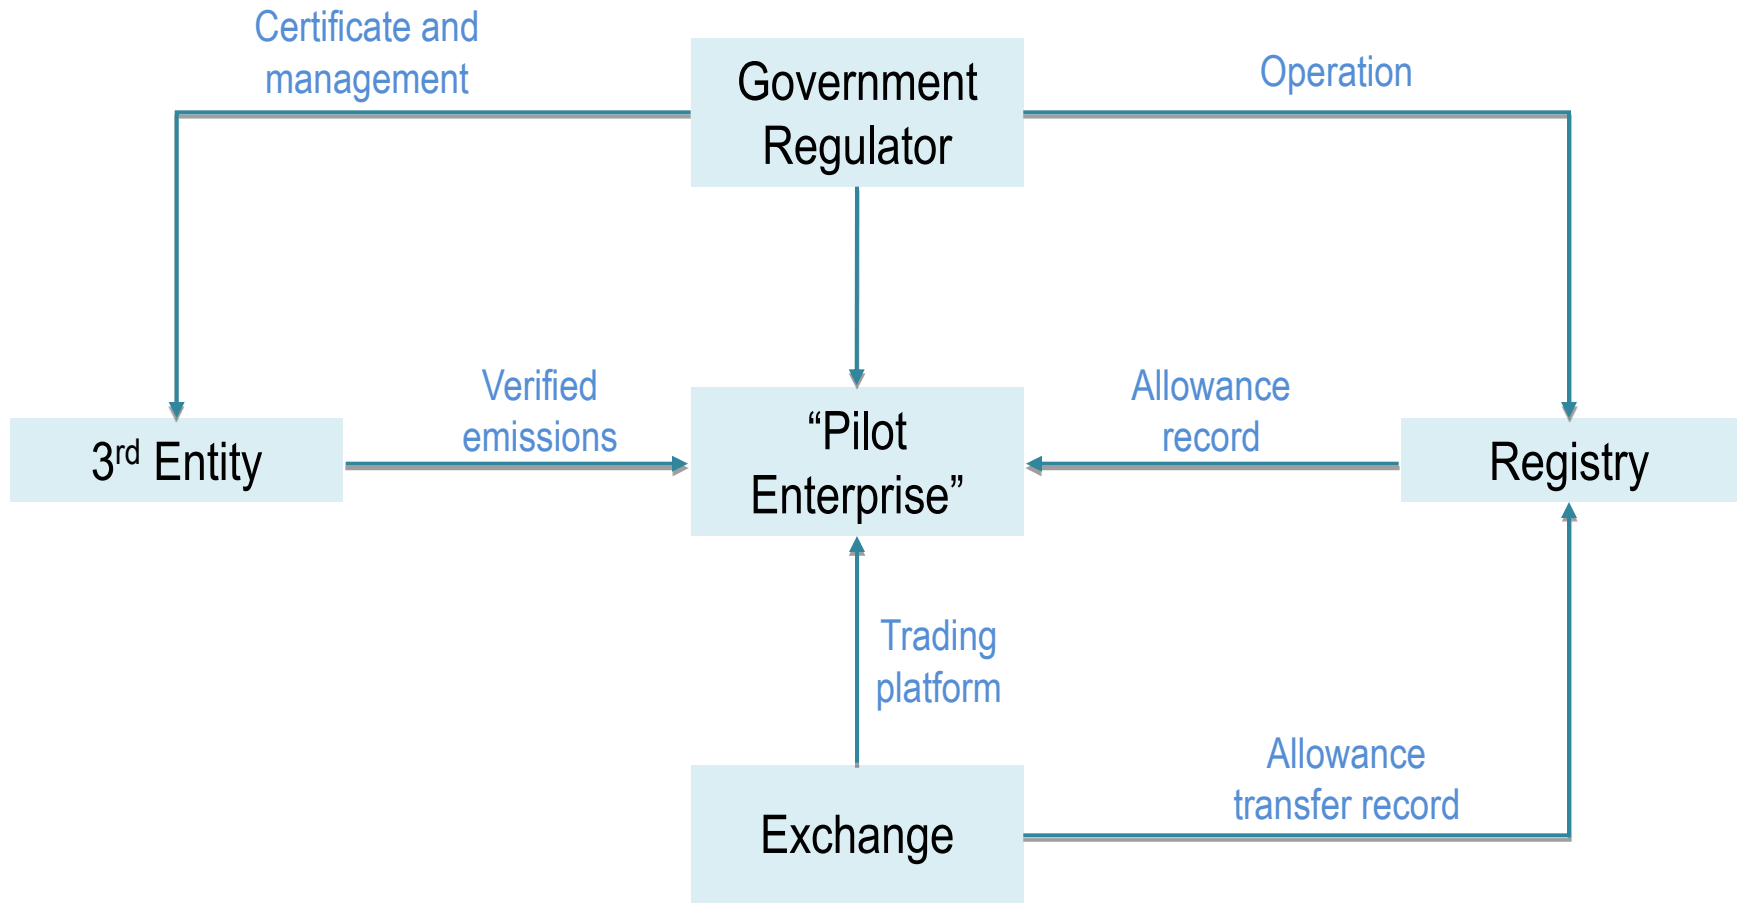 Certificate and
management
Government
Regulator
Operation
3rd Entity
Verified
emissions
“Pilot
Enterprise”
Allowance
record
Registry
Trading
platform
Exchange
Allowance
transfer record